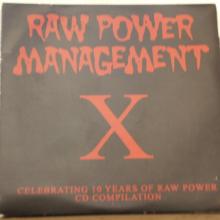 RAW POWER
MANAGEMENT
X
CELEBRATING 10 YEARS OF RAW POWER
CD COMPILATION